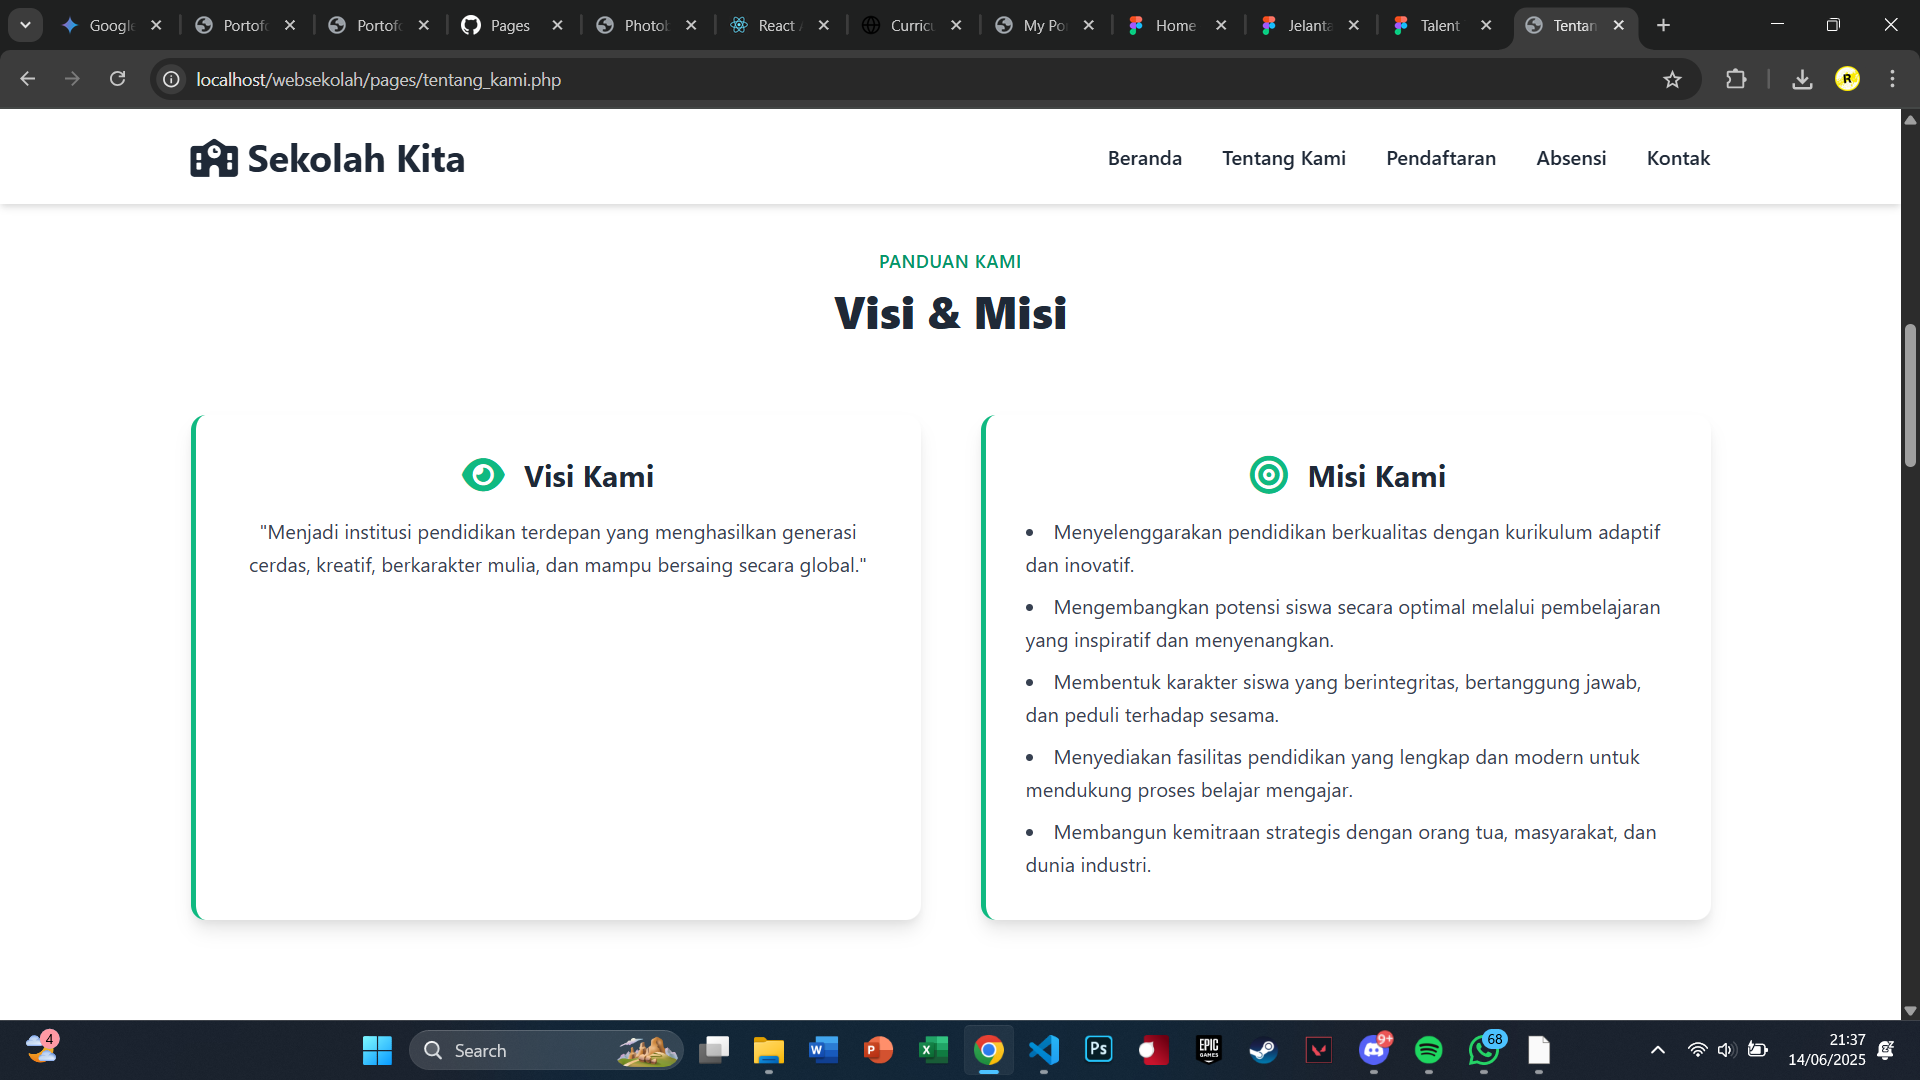 Google
Portofo
Portofo
Pages
Photob
React A
Curricu
My Por
Home
Jelanta
Talent
Tentan
localhost/websekolah/pages/tentang_kami.php
R
Sekolah Kita
Beranda
Tentang Kami
Pendaftaran
Absensi
Kontak
PANDUAN KAMI
Visi & Misi
Visi Kami
"Menjadi institusi pendidikan terdepan yang menghasilkan generasi
cerdas, kreatif, berkarakter mulia, dan mampu bersaing secara global."
Misi Kami
• Menyelenggarakan pendidikan berkualitas dengan kurikulum adaptif
dan inovatif.
• Mengembangkan potensi siswa secara optimal melalui pembelajaran
yang inspiratif dan menyenangkan.
• Membentuk karakter siswa yang berintegritas, bertanggung jawab,
dan peduli terhadap sesama.
• Menyediakan fasilitas pendidikan yang lengkap dan modern untuk
mendukung proses belajar mengajar.
• Membangun kemitraan strategis dengan orang tua, masyarakat, dan
dunia industri.
4
Search
W
P
X
Ps
EPIC
GAMES
9+
68
21:37
14/06/2025